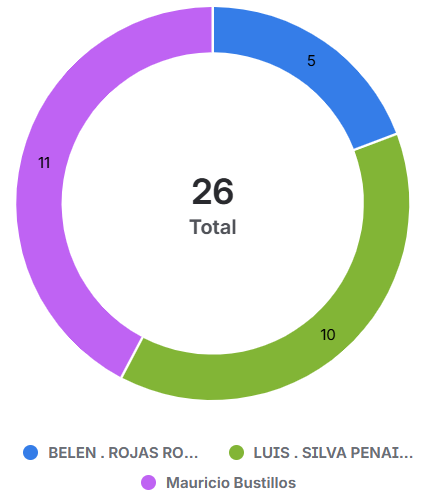 5
11
26
Total
10
BELEN . ROJAS RO...
LUIS . SILVA PENAI...
Mauricio Bustillos